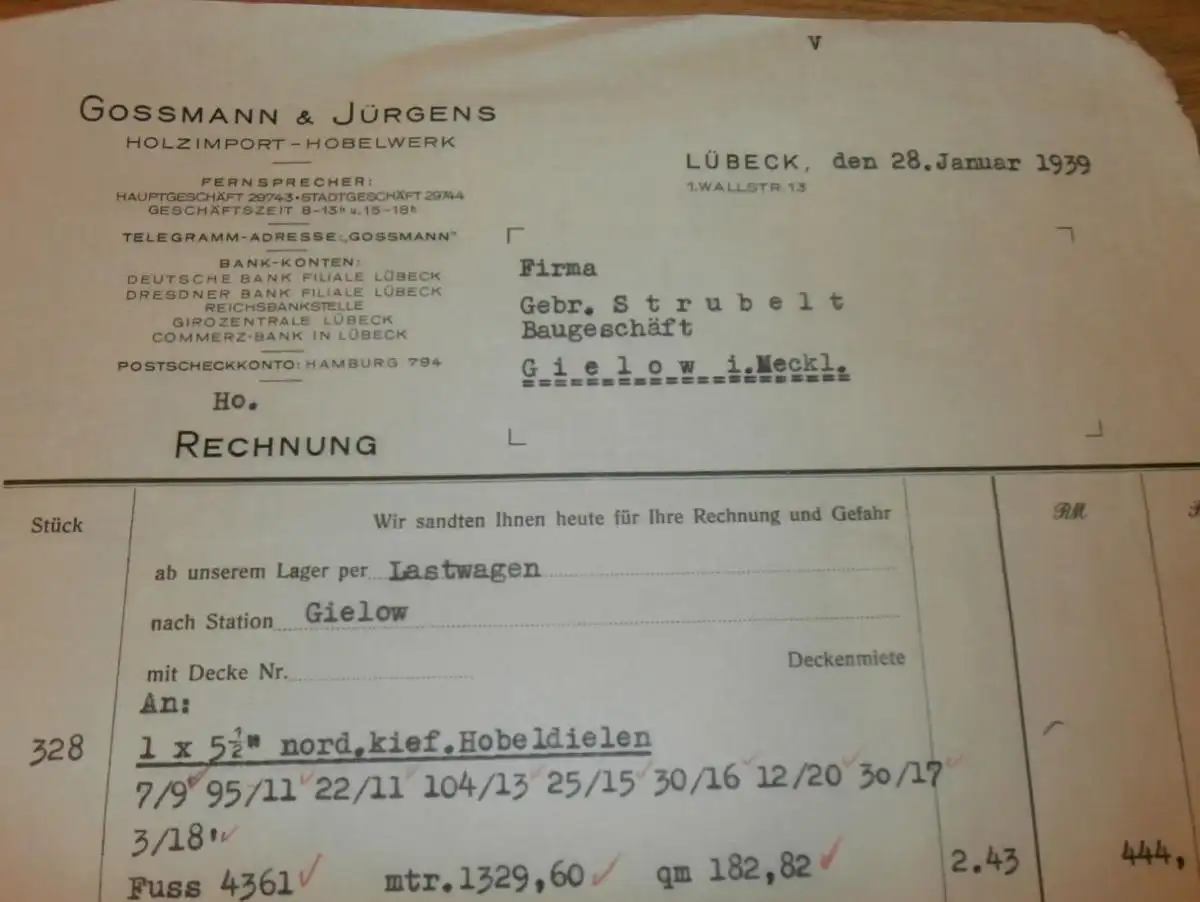 V
GOSSMANN & JÜRGENS
HOLZIMPORT-HOBELWERK
FERNSPRECHER:
HAUPTGESCHÄFT 29743·STADTGESCHÄFT 29744
GESCHÄFTSZEIT 8-13h u. 15-18h
TELEGRAMM-ADRESSE: „GOSSMANN"
BANK-KONTEN:
DEUTSCHE BANK FILIALE LÜBECK
DRESDNER BANK FILIALE LÜBECK
REICHSBANKSTELLE
GIROZENTRALE LÜBECK
COMMERZ-BANK IN LÜBECK
POSTSCHECKKONTO: HAMBURG 794
Ho.
RECHNUNG
LÜBECK, den 28.Januar 1939
1. WALLSTR. 13
Firma
Gebr. S t r u b e l t
Baugeschäft
G i e l o w i.Meckl.
Stück
Wir sandten Ihnen heute für Ihre Rechnung und Gefahr
RM
ab unserem Lager per Lastwagen
nach Station Gielow
mit Decke Nr. Deckenmiete
An:
328 1 x 5½" nord.kief.Hobeldielen
7/9 95/11 22/11 104/13 25/15 30/16 12/20 30/17
3/18'
Fuss 4361 mtr.1329,60 qm 182,82 2.43 444,